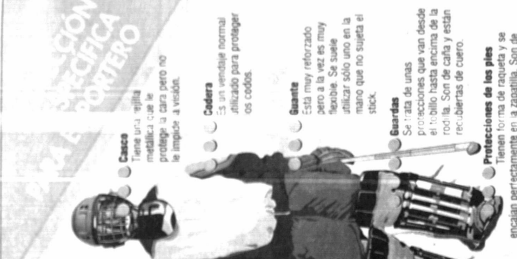 CIÓN
CÍFICA
PORTERO
Casco
Tiene una rejilla
metálica que le
protege la cara pero no
le impide la visión.
Codera
Es un vendaje normal
utilizado para proteger
los codos.
Guante
Está muy reforzado
pero a la vez es muy
flexible. Se suele
utilizar sólo uno en la
mano que no sujeta el
stick.
Guardas
Se trata de unas
protecciones que van desde
el tobillo hasta encima de la
rodilla. Son de caña y están
recubiertas de cuero.
Protecciones de los pies
Tienen forma de raqueta y se
encajan perfectamente en la zapatilla. Son de